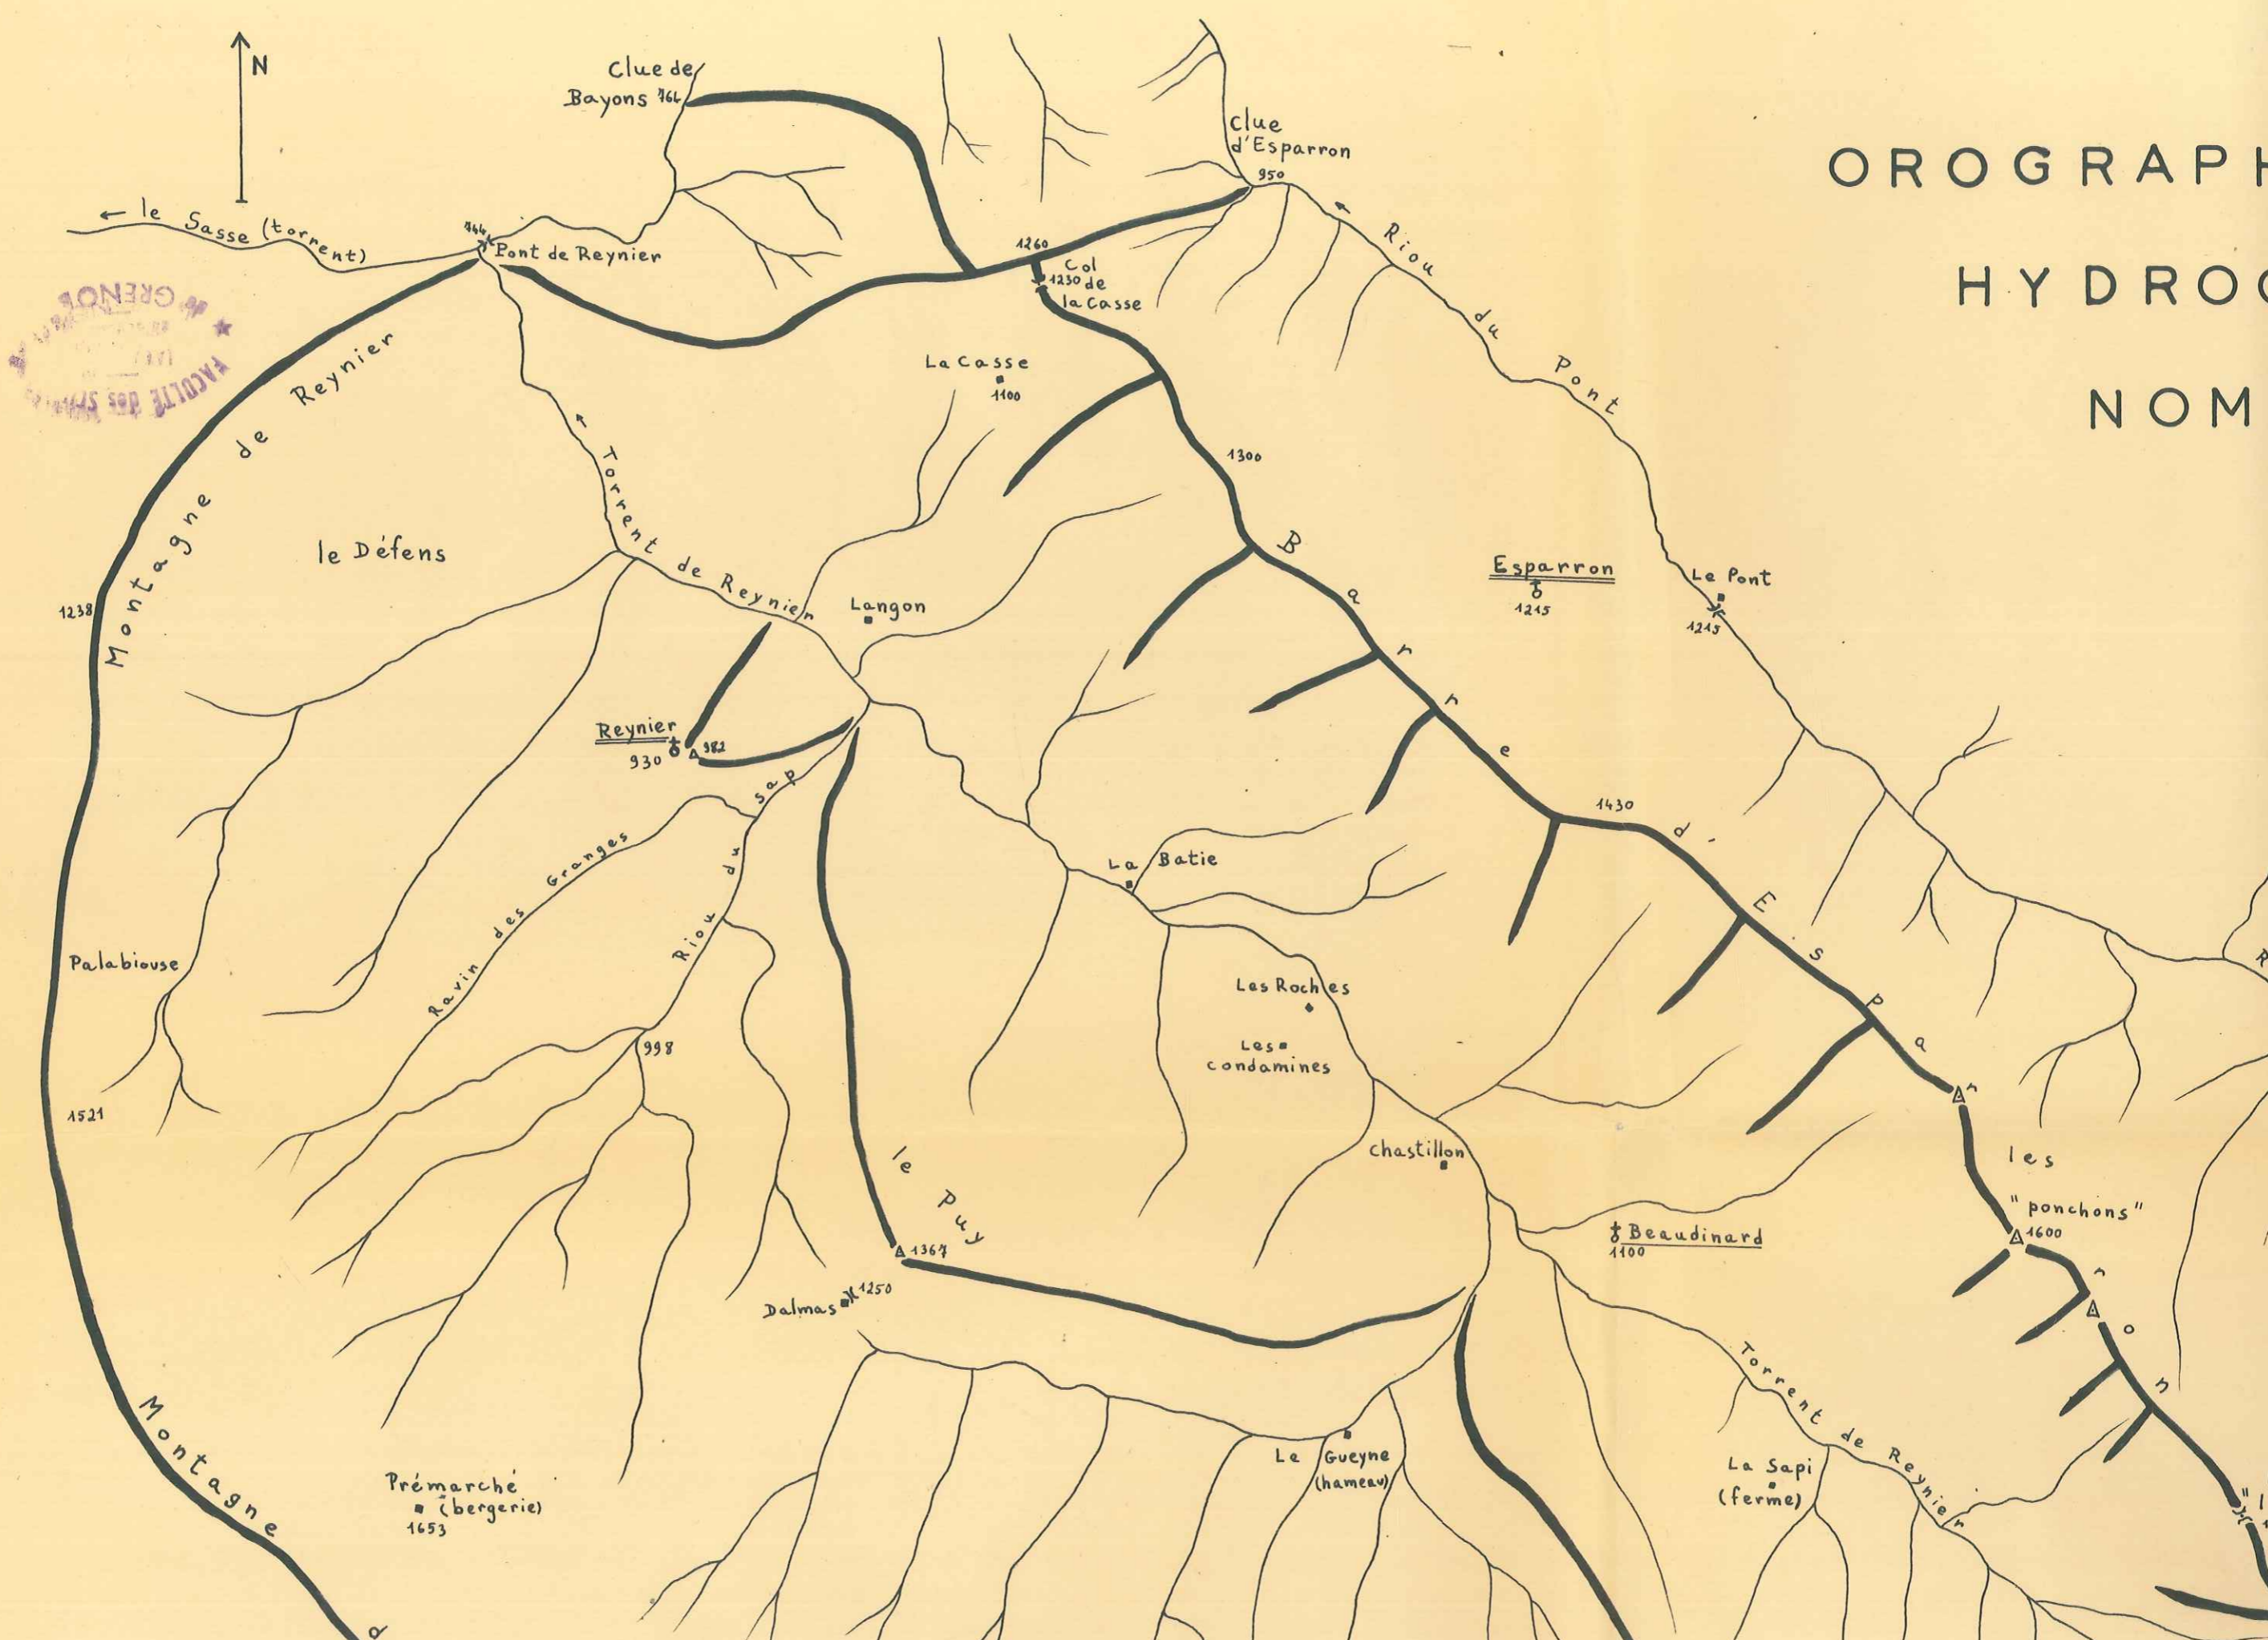 N
Clue de
Bayons 764
Clue
d'Esparron
950
OROGRAPH
HYDROG
NOM
← le Sasse (torrent)
744
Pont de Reynier
1260
Col
1230 de
la Casse
Riou du Pont
La Casse
1100
Montagne de Reynier
1300
Torrent de Reynier
le Défens
Barre d'Esparron
Esparron
1215
Le Pont
1215
1238
Langon
Reynier
982
930
Riou du sap
1430
Ravin des Granges
La Batie
Palabiouse
Les Roches
Les
condamines
998
1521
Chastillon
les
"ponchons"
1600
Beaudinard
1100
le Puy
1367
Dalmas 1250
Torrent de Reynier
Montagne d
Prémarché
(bergerie)
1653
Le Gueyne
(hameau)
La Sapi
(ferme)
R
FACULTÉ des
GRENOB